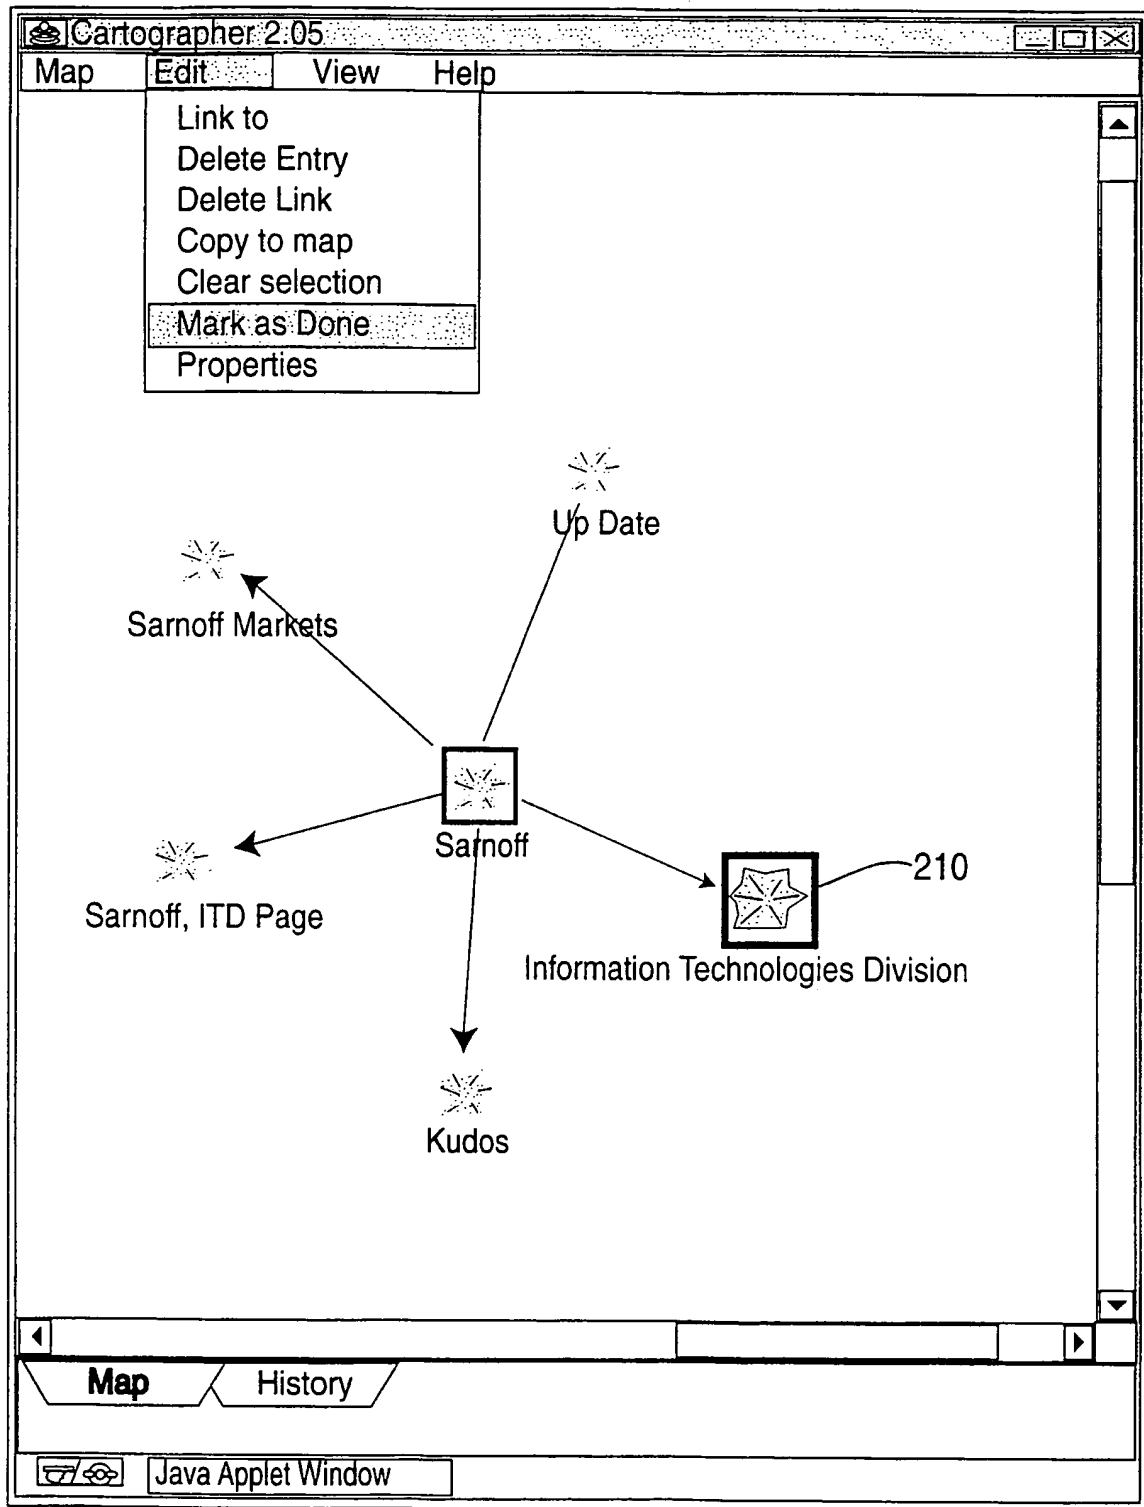 Cartographer 2.05
Map Edit View Help
Link to
Delete Entry
Delete Link
Copy to map
Clear selection
Mark as Done
Properties
Up Date
Sarnoff Markets
Sarnoff
210
Sarnoff, ITD Page
Information Technologies Division
Kudos
Map History
Java Applet Window